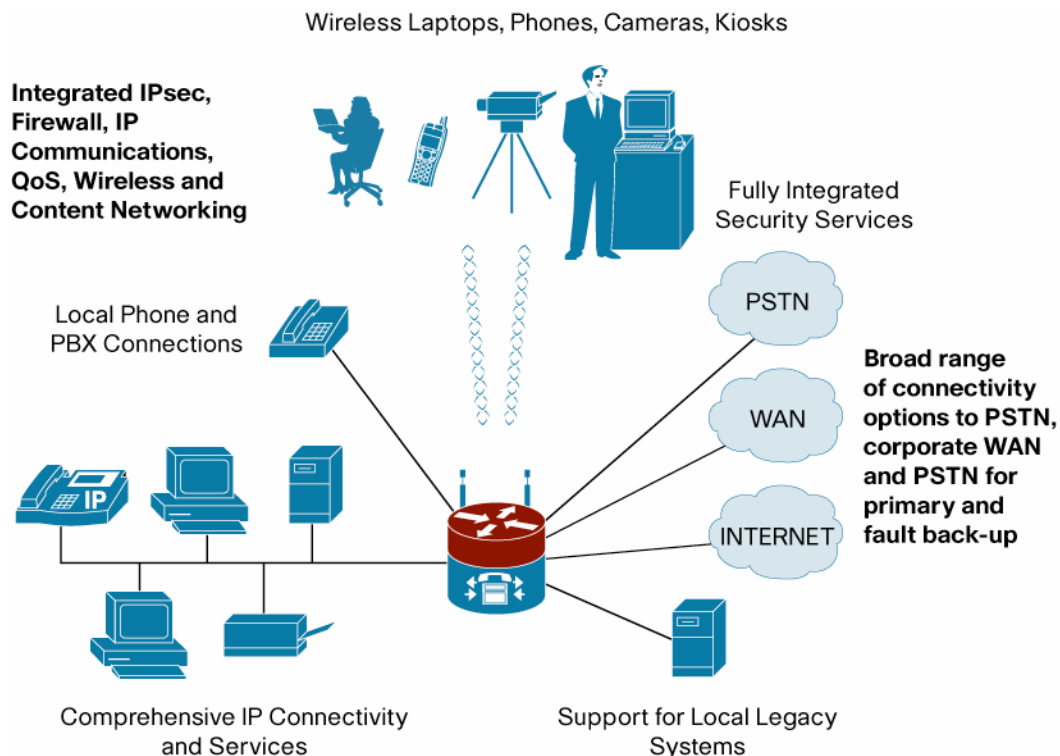 Wireless Laptops, Phones, Cameras, Kiosks
Integrated IPsec,
Firewall, IP
Communications,
QoS, Wireless and
Content Networking
Fully Integrated
Security Services
Local Phone and
PBX Connections
PSTN
WAN
INTERNET
Broad range
of connectivity
options to PSTN,
corporate WAN
and PSTN for
primary and
fault back-up
IP
Comprehensive IP Connectivity
and Services
Support for Local Legacy
Systems